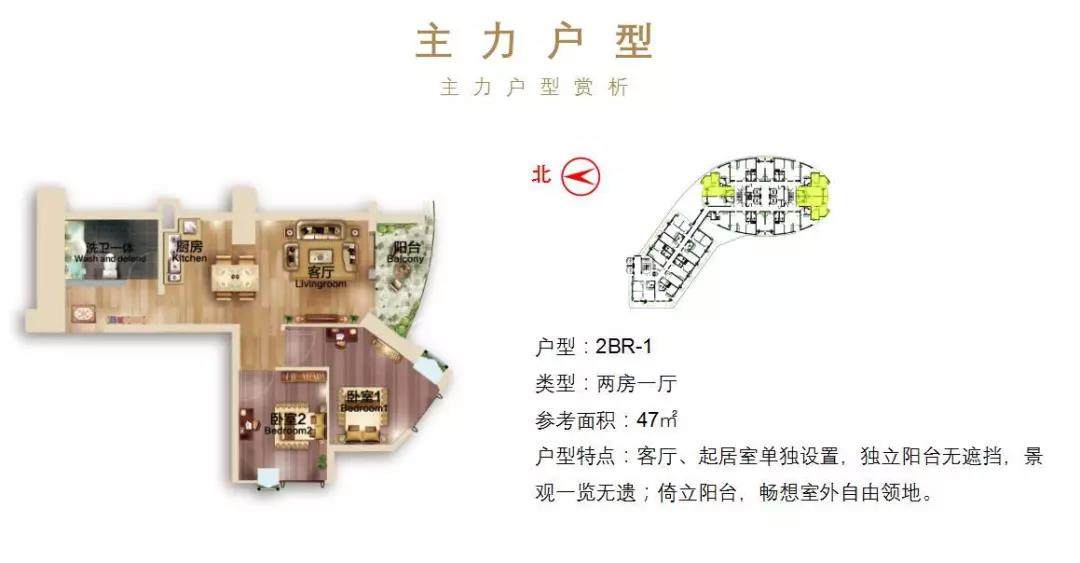 主力户型
主力户型赏析
北
洗卫一体
Wash and defend
厨房
Kitchen
客厅
Livingroom
阳台
Balcony
卧室1
Bedroom1
卧室2
Bedroom2
户型：2BR-1
类型：两房一厅
参考面积：47㎡
户型特点：客厅、起居室单独设置，独立阳台无遮挡，景
观一览无遗；倚立阳台，畅想室外自由领地。